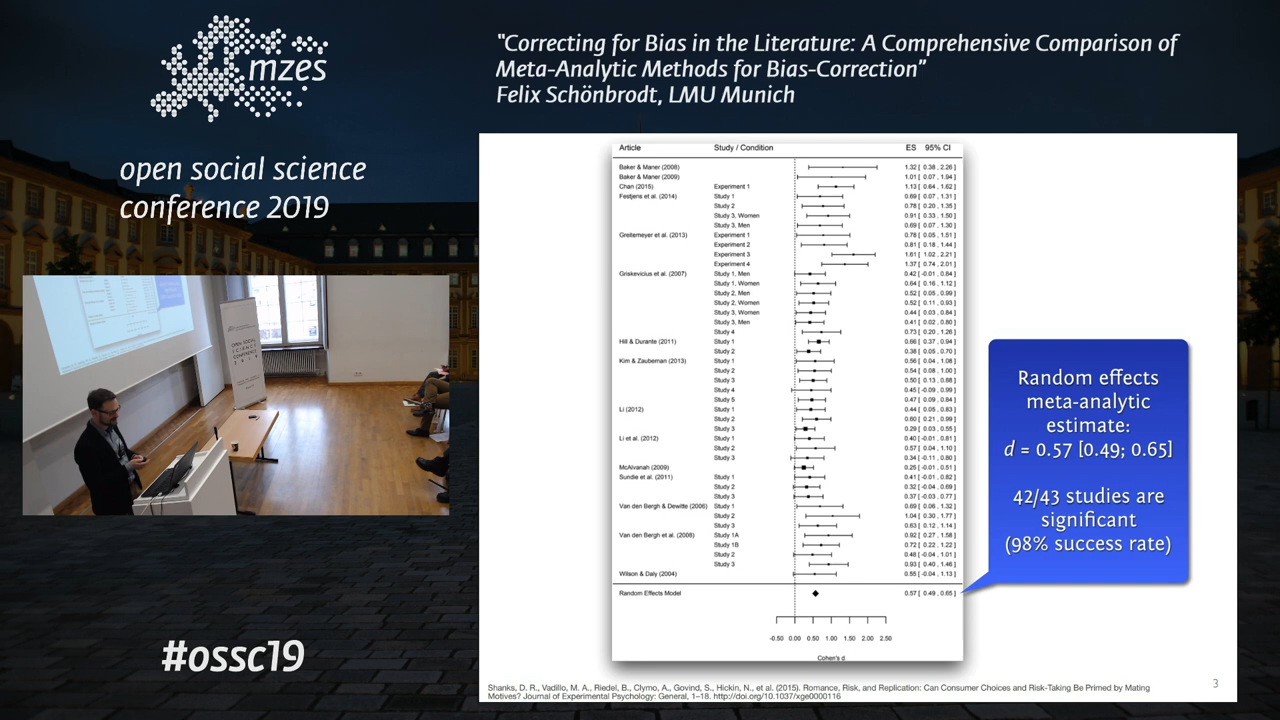 mzes
open social science
conference 2019
#ossc19
"Correcting for Bias in the Literature: A Comprehensive Comparison of
Meta-Analytic Methods for Bias-Correction"
Felix Schönbrodt, LMU Munich
Article Study / Condition ES 95% CI
Baker & Maner (2008) 1.32 [ 0.38 , 2.26 ]
Baker & Maner (2009) 1.01 [ 0.07 , 1.94 ]
Chan (2015) Experiment 1 1.13 [ 0.64 , 1.62 ]
Festjens et al. (2014) Study 1 0.69 [ 0.07 , 1.31 ]
Study 2 0.78 [ 0.20 , 1.35 ]
Study 3, Women 0.91 [ 0.33 , 1.50 ]
Study 3, Men 0.69 [ 0.07 , 1.30 ]
Greitemeyer et al. (2013) Experiment 1 0.78 [ 0.05 , 1.51 ]
Experiment 2 0.81 [ 0.18 , 1.44 ]
Experiment 3 1.61 [ 1.02 , 2.21 ]
Experiment 4 1.37 [ 0.74 , 2.01 ]
Griskevicius et al. (2007) Study 1, Men 0.42 [ -0.01 , 0.84 ]
Study 1, Women 0.64 [ 0.16 , 1.12 ]
Study 2, Men 0.52 [ 0.05 , 0.99 ]
Study 2, Women 0.52 [ 0.11 , 0.93 ]
Study 3, Women 0.44 [ 0.03 , 0.84 ]
Study 3, Men 0.41 [ 0.02 , 0.80 ]
Study 4 0.73 [ 0.20 , 1.26 ]
Hill & Durante (2011) Study 1 0.66 [ 0.37 , 0.94 ]
Study 2 0.38 [ 0.05 , 0.70 ]
Kim & Zauberman (2013) Study 1 0.56 [ 0.04 , 1.08 ]
Study 2 0.54 [ 0.08 , 1.00 ]
Study 3 0.50 [ 0.13 , 0.88 ]
Study 4 0.45 [ -0.09 , 0.99 ]
Study 5 0.47 [ 0.09 , 0.84 ]
Li (2012) Study 1 0.44 [ 0.05 , 0.83 ]
Study 2 0.60 [ 0.21 , 0.99 ]
Study 3 0.29 [ 0.03 , 0.55 ]
Li et al. (2012) Study 1 0.40 [ -0.01 , 0.81 ]
Study 2 0.57 [ 0.04 , 1.10 ]
Study 3 0.34 [ -0.11 , 0.80 ]
McAlvanah (2009) 0.25 [ -0.01 , 0.51 ]
Sundie et al. (2011) Study 1 0.41 [ -0.01 , 0.82 ]
Study 2 0.32 [ -0.04 , 0.69 ]
Study 3 0.37 [ -0.03 , 0.77 ]
Van den Bergh & Dewitte (2006) Study 1 0.69 [ 0.06 , 1.32 ]
Study 2 1.04 [ 0.30 , 1.77 ]
Study 3 0.63 [ 0.12 , 1.14 ]
Van den Bergh et al. (2008) Study 1A 0.92 [ 0.27 , 1.58 ]
Study 1B 0.72 [ 0.22 , 1.22 ]
Study 2 0.48 [ -0.04 , 1.01 ]
Study 3 0.93 [ 0.40 , 1.46 ]
Wilson & Daly (2004) 0.55 [ -0.04 , 1.13 ]
Random Effects Model 0.57 [ 0.49 , 0.65 ]
-0.50 0.00 0.50 1.00 1.50 2.00 2.50
Cohen's d
Random effects
meta-analytic
estimate:
d = 0.57 [0.49; 0.65]
42/43 studies are
significant
(98% success rate)
Shanks, D. R., Vadillo, M. A., Riedel, B., Clymo, A., Govind, S., Hickin, N., et al. (2015). Romance, Risk, and Replication: Can Consumer Choices and Risk-Taking Be Primed by Mating
Motives? Journal of Experimental Psychology: General, 1–18. http://doi.org/10.1037/xge0000116
3
OPEN SOCIAL
SCIENCE
CONFERENCE
2019